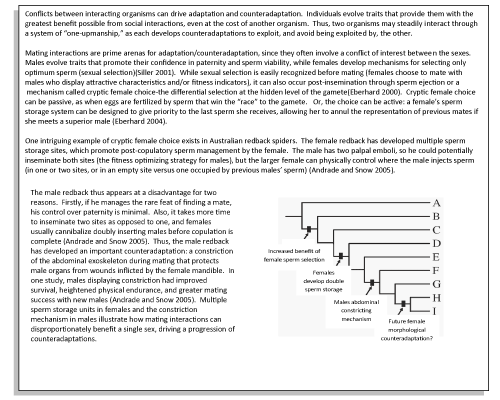 Conflicts between interacting organisms can drive adaptation and counteradaptation.  Individuals evolve traits that provide them with the
greatest benefit possible from social interactions, even at the cost of another organism.  Thus, two organisms may steadily interact through
a system of "one-upmanship," as each develops counteradaptations to exploit, and avoid being exploited by, the other.
Mating interactions are prime arenas for adaptation/counteradaptation, since they often involve a conflict of interest between the sexes.
Males evolve traits that promote their confidence in paternity and sperm viability, while females develop mechanisms for selecting only
optimum sperm (sexual selection)(Siller 2001).  While sexual selection is easily recognized before mating (females choose to mate with
males who display attractive characteristics and/or fitness indicators), it can also occur post-insemination through sperm ejection or a
mechanism called cryptic female choice-the differential selection at the hidden level of the gamete(Eberhard 2000).  Cryptic female choice
can be passive, as when eggs are fertilized by sperm that win the "race" to the gamete.  Or, the choice can be active: a female's sperm
storage system can be designed to give priority to the last sperm she receives, allowing her to annul the representation of previous mates if
she meets a superior male (Eberhard 2004).
One intriguing example of cryptic female choice exists in Australian redback spiders.  The female redback has developed multiple sperm
storage sites, which promote post-copulatory sperm management by the female.  The male has two palpal emboli, so he could potentially
inseminate both sites (the fitness optimizing strategy for males), but the larger female can physically control where the male injects sperm
(in one or two sites, or in an empty site versus one occupied by previous males' sperm) (Andrade and Snow 2005).
The male redback thus appears at a disadvantage for two
reasons.  Firstly, if he manages the rare feat of finding a mate,
his control over paternity is minimal.  Also, it takes more time
to inseminate two sites as opposed to one, and females
usually cannibalize doubly inseminating males before copulation is
complete (Andrade and Snow 2005).  Thus, the male redback
has developed an important counteradaptation: a constriction
of the abdominal exoskeleton during mating that protects
male organs from wounds inflicted by the female mandible.  In
one study, males displaying constriction had improved
survival, heightened physical endurance, and greater mating
success with new males (Andrade and Snow 2005).  Multiple
sperm storage units in females and the constriction
mechanism in males illustrate how mating interactions can
disproportionately benefit a single sex, driving a progression of
counteradaptations.
A
B
C
D
E
F
G
H
I
Increased benefit of
female sperm selection
Females
develop double
sperm storage
Males abdominal
constricting
mechanism
Future female
morphological
counteradaptation?